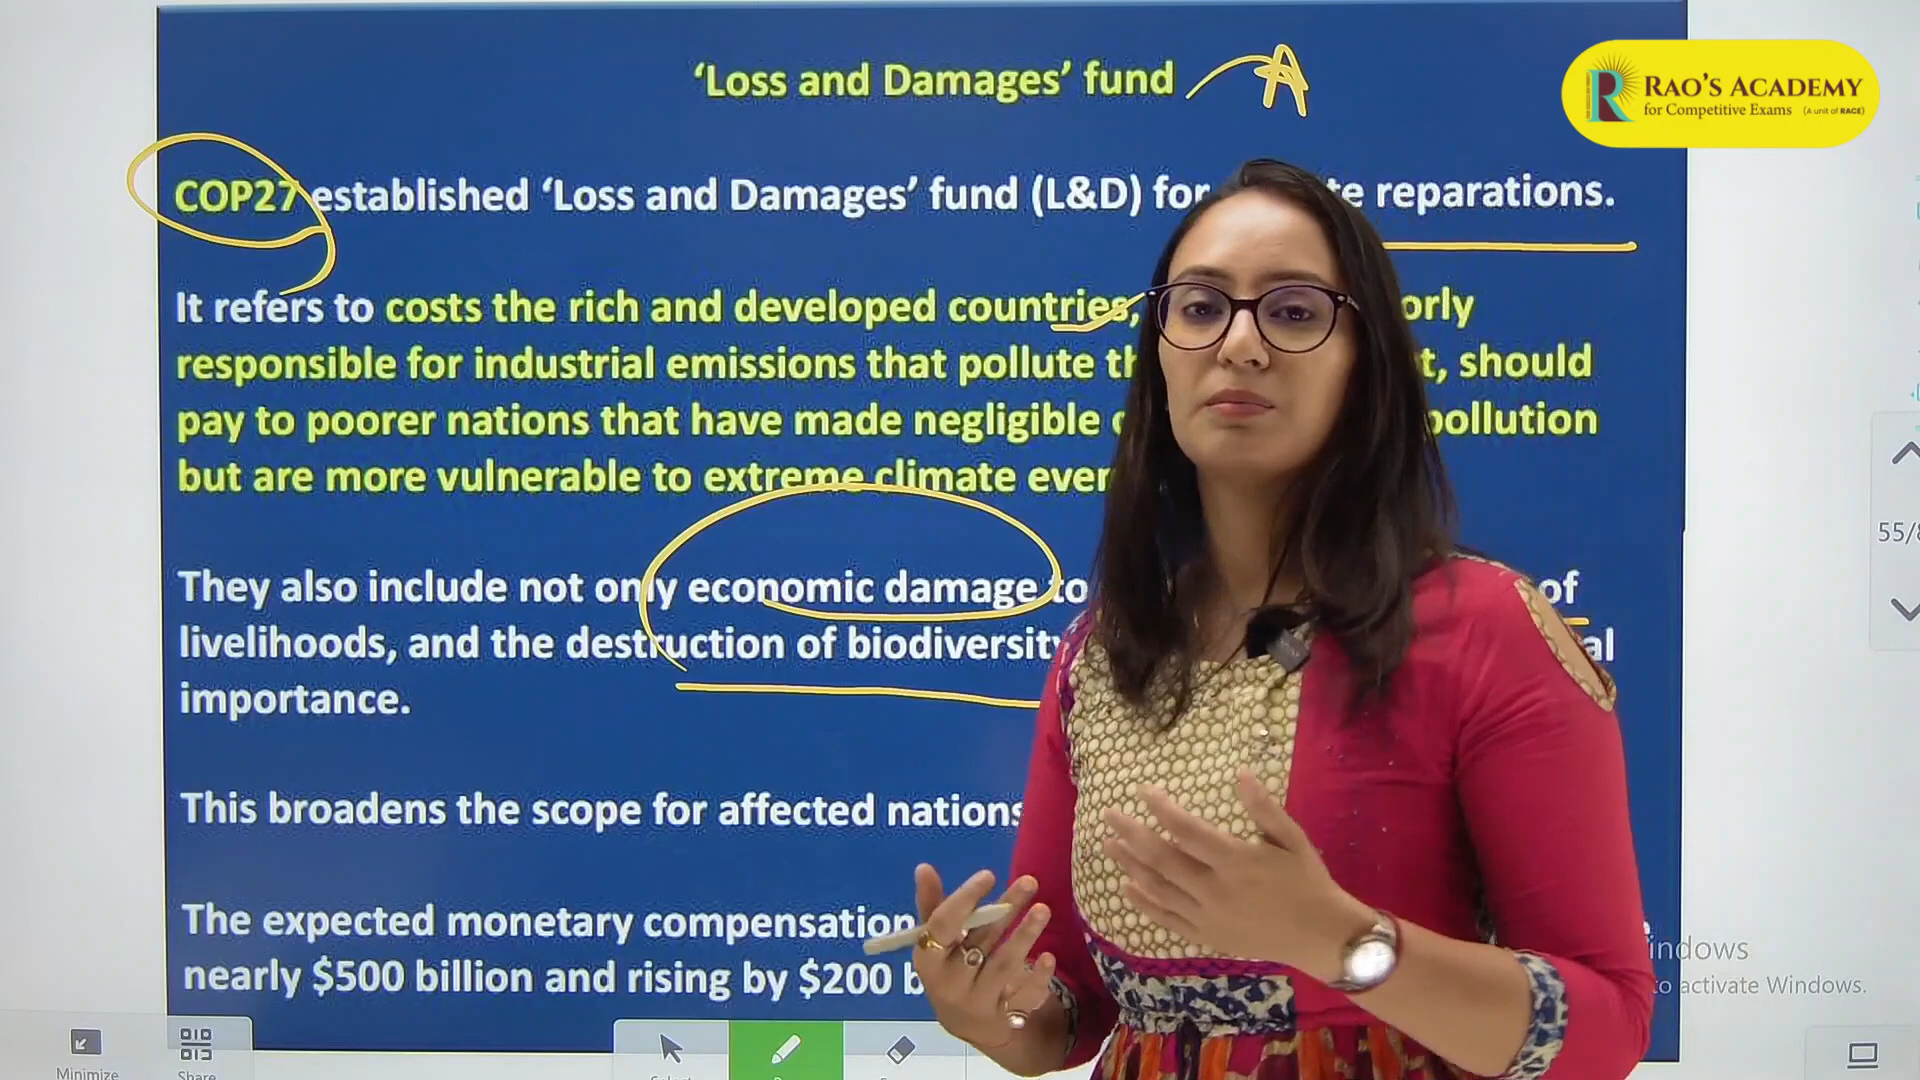 ‘Loss and Damages’ fund
A
RAO'S ACADEMY
for Competitive Exams (A unit of RACE)
COP27 established ‘Loss and Damages’ fund (L&D) for reparations.
It refers to costs the rich and developed countries,
responsible for industrial emissions that pollute should
pay to poorer nations that have made negligible pollution
but are more vulnerable to extreme climate
They also include not only economic damage to of
livelihoods, and the destruction of biodiversity
importance.
This broadens the scope for affected nations
The expected monetary compensation
nearly $500 billion and rising by $200
55/8
indows
to activate Windows.
Minimize
Share